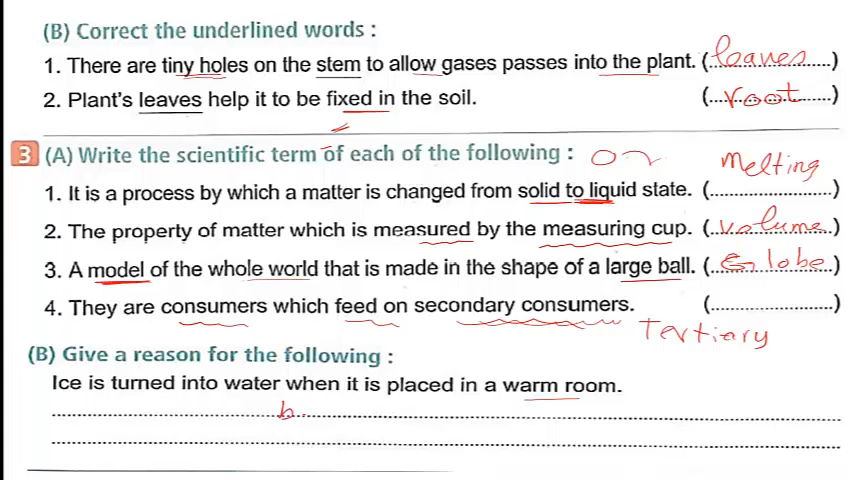 (B) Correct the underlined words :
1. There are tiny holes on the stem to allow gases passes into the plant. (leaves)
2. Plant's leaves help it to be fixed in the soil. (root)
3 (A) Write the scientific term of each of the following :
1. It is a process by which a matter is changed from solid to liquid state. (..................) Melting
2. The property of matter which is measured by the measuring cup. (volume)
3. A model of the whole world that is made in the shape of a large ball. (Globe)
4. They are consumers which feed on secondary consumers. (..................)
Tertiary
(B) Give a reason for the following :
Ice is turned into water when it is placed in a warm room.
b